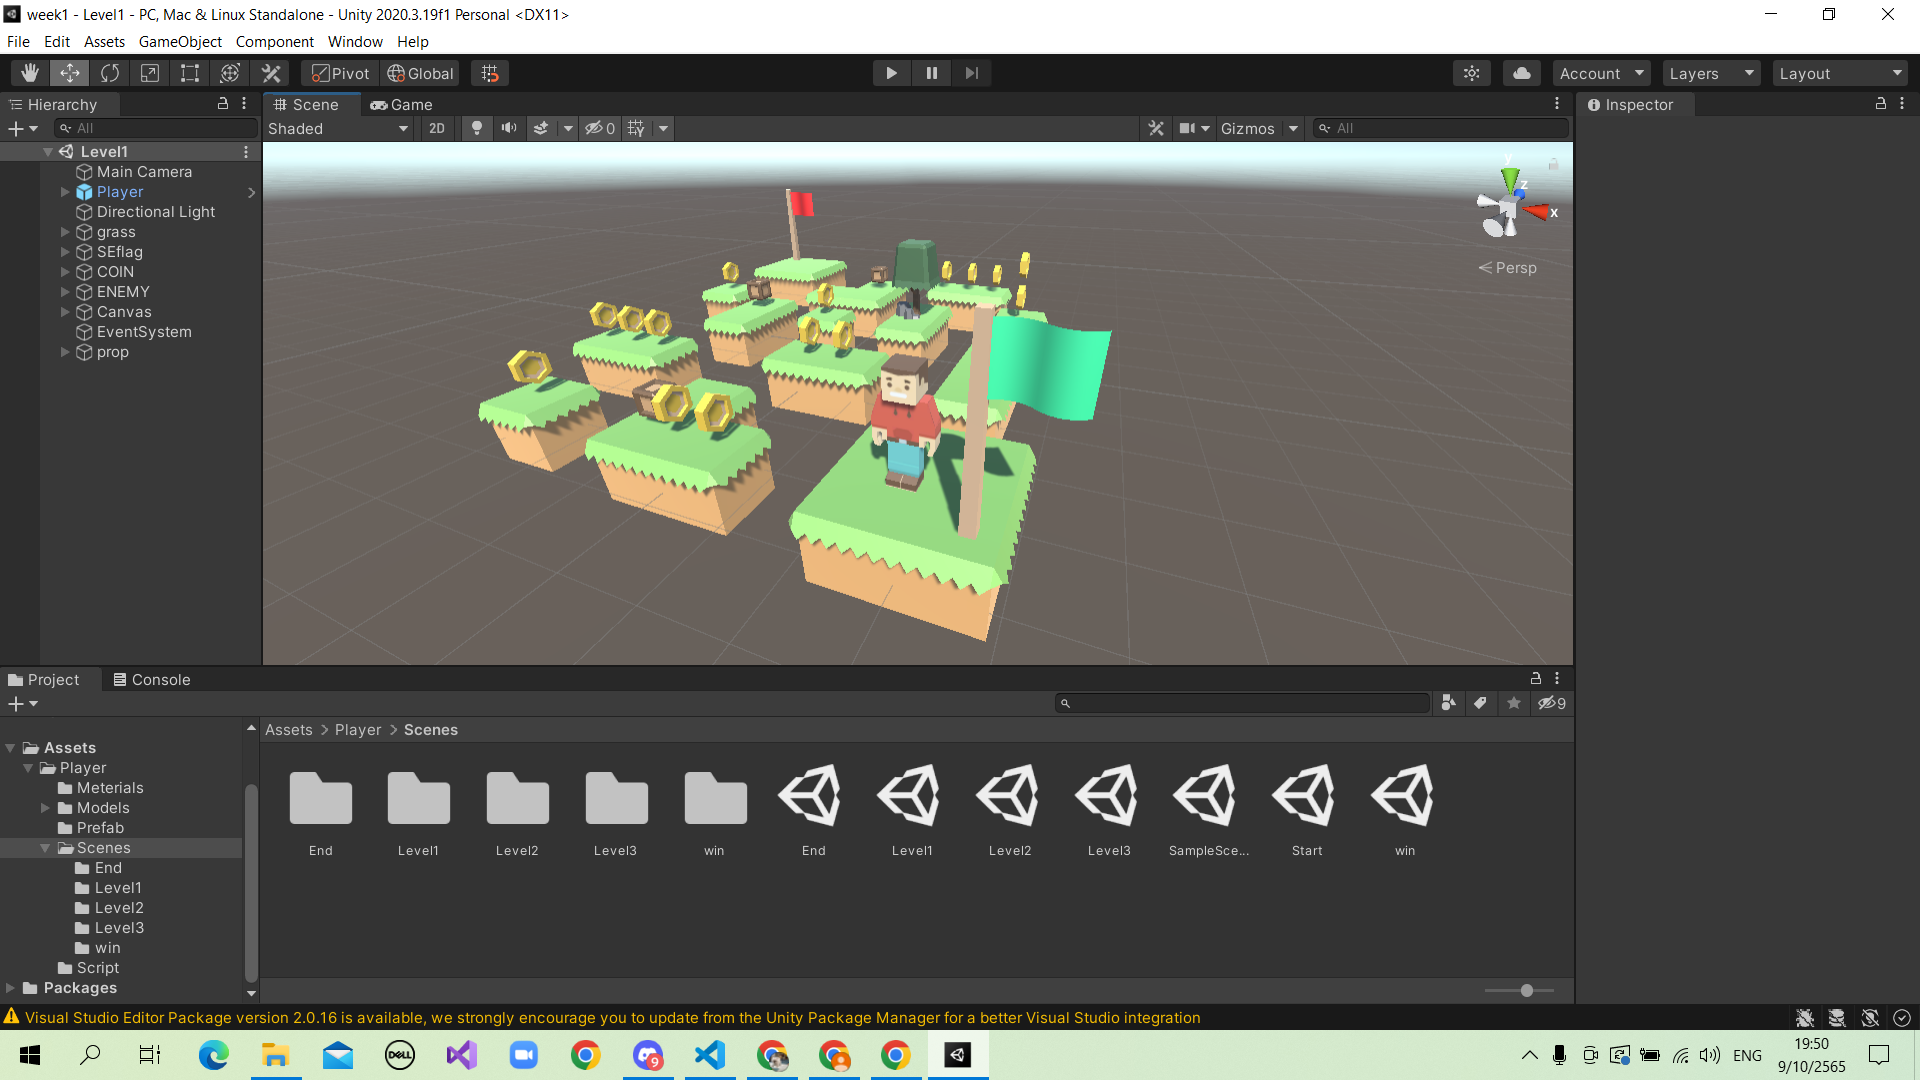 week1 - Level1 - PC, Mac & Linux Standalone - Unity 2020.3.19f1 Personal <DX11>
File Edit Assets GameObject Component Window Help
Pivot Global Account Layers Layout
Hierarchy
All
Level1
Main Camera
Player
Directional Light
grass
SEflag
COIN
ENEMY
Canvas
EventSystem
prop
Scene Game
Shaded 2D 0 Gizmos All
y
z
x
Persp
Inspector
Project Console
9
Assets
Player
Meterials
Models
Prefab
Scenes
End
Level1
Level2
Level3
win
Script
Packages
Assets > Player > Scenes
End Level1 Level2 Level3 win End Level1 Level2 Level3 SampleSce... Start win
Visual Studio Editor Package version 2.0.16 is available, we strongly encourage you to update from the Unity Package Manager for a better Visual Studio integration
DELL
9
ENG
19:50
9/10/2565